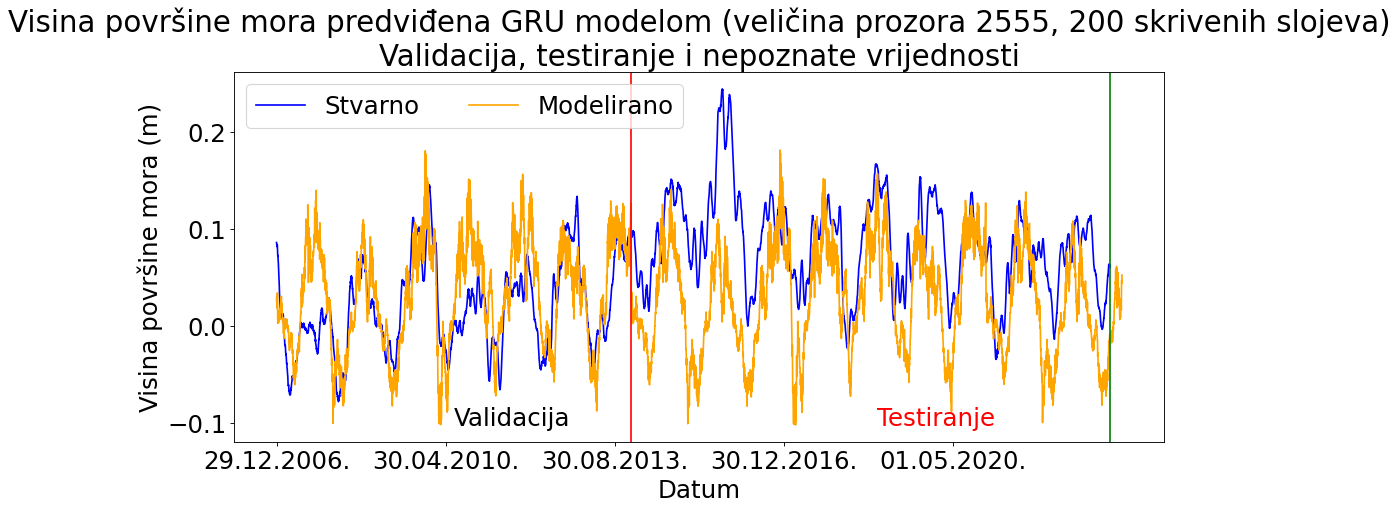 Visina površine mora predviđena GRU modelom (veličina prozora 2555, 200 skrivenih slojeva)
Validacija, testiranje i nepoznate vrijednosti
Stvarno
Modelirano
Visina površine mora (m)
0.2
0.1
0.0
−0.1
Validacija
Testiranje
29.12.2006.
30.04.2010.
30.08.2013.
30.12.2016.
01.05.2020.
Datum